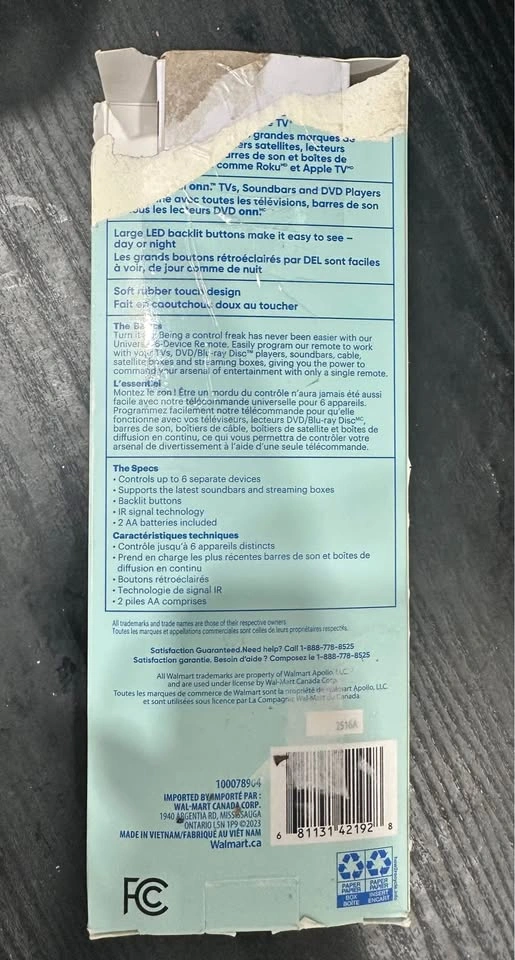 TV
grandes marques
satellites, lecteurs
barres de son et boîtes de
comme Roku MD et Apple TV MD
onn.™ TVs, Soundbars and DVD Players
avec toutes les télévisions, barres de son
les lecteurs DVD onn. MC
Large LED backlit buttons make it easy to see –
day or night
Les grands boutons rétroéclairés par DEL sont faciles
à voir, de jour comme de nuit
Soft rubber touch design
Fait en caoutchouc doux au toucher
The Basics
Turn it up! Being a control freak has never been easier with our
Universal 6-Device Remote. Easily program our remote to work
with your TVs, DVD/Blu-ray Disc™ players, soundbars, cable,
satellite boxes and streaming boxes, giving you the power to
command your arsenal of entertainment with only a single remote.
L'essentiel
Montez le son! Être un mordu du contrôle n'aura jamais été aussi
facile avec notre télécommande universelle pour 6 appareils.
Programmez facilement notre télécommande pour qu'elle
fonctionne avec vos téléviseurs, lecteurs DVD/Blu-ray Disc MC,
barres de son, boîtiers de câble, boîtiers de satellite et boîtes de
diffusion en continu, ce qui vous permettra de contrôler votre
arsenal de divertissement à l'aide d'une seule télécommande.
The Specs
• Controls up to 6 separate devices
• Supports the latest soundbars and streaming boxes
• Backlit buttons
• IR signal technology
• 2 AA batteries included
Caractéristiques techniques
• Contrôle jusqu'à 6 appareils distincts
• Prend en charge les plus récentes barres de son et boîtes de
diffusion en continu
• Boutons rétroéclairés
• Technologie de signal IR
• 2 piles AA comprises
All trademarks and trade names are those of their respective owners
Toutes les marques et appellations commerciales sont celles de leurs propriétaires respectifs.
Satisfaction Guaranteed.Need help? Call 1-888-778-8525
Satisfaction garantie. Besoin d'aide ? Composez le 1-888-778-8525
All Walmart trademarks are property of Walmart Apollo, LLC
and are used under license by Wal-Mart Canada Corp.
Toutes les marques de commerce de Walmart sont la propriété de Walmart Apollo, LLC
et sont utilisées sous licence par La Compagnie Wal-Mart du Canada.
2516A
100078964
IMPORTED BY/IMPORTÉ PAR :
WAL-MART CANADA CORP.
1940 ARGENTIA RD, MISSISSAUGA
ONTARIO L5N 1P9 ©2023
MADE IN VIETNAM/FABRIQUÉ AU VIÊT NAM
Walmart.ca
6 81131 42192 8
FC
PAPER
PAPIER
BOX
BOÎTE
PAPER
PAPIER
INSERT
ENCART
how2recycle.info